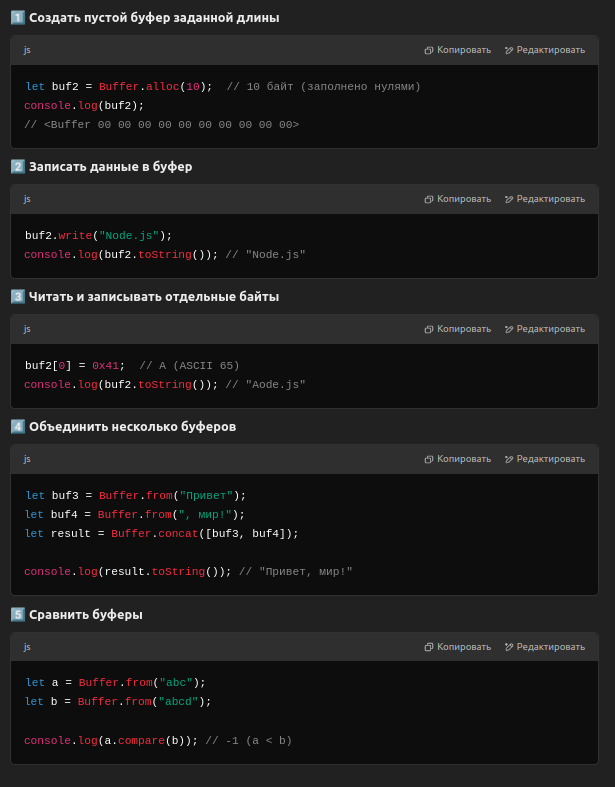 1 Создать пустой буфер заданной длины
js Копировать Редактировать
let buf2 = Buffer.alloc(10);  // 10 байт (заполнено нулями)
console.log(buf2);
// <Buffer 00 00 00 00 00 00 00 00 00 00>
2 Записать данные в буфер
js Копировать Редактировать
buf2.write("Node.js");
console.log(buf2.toString()); // "Node.js"
3 Читать и записывать отдельные байты
js Копировать Редактировать
buf2[0] = 0x41;  // A (ASCII 65)
console.log(buf2.toString()); // "Aode.js"
4 Объединить несколько буферов
js Копировать Редактировать
let buf3 = Buffer.from("Привет");
let buf4 = Buffer.from(", мир!");
let result = Buffer.concat([buf3, buf4]);
console.log(result.toString()); // "Привет, мир!"
5 Сравнить буферы
js Копировать Редактировать
let a = Buffer.from("abc");
let b = Buffer.from("abcd");
console.log(a.compare(b)); // -1 (a < b)